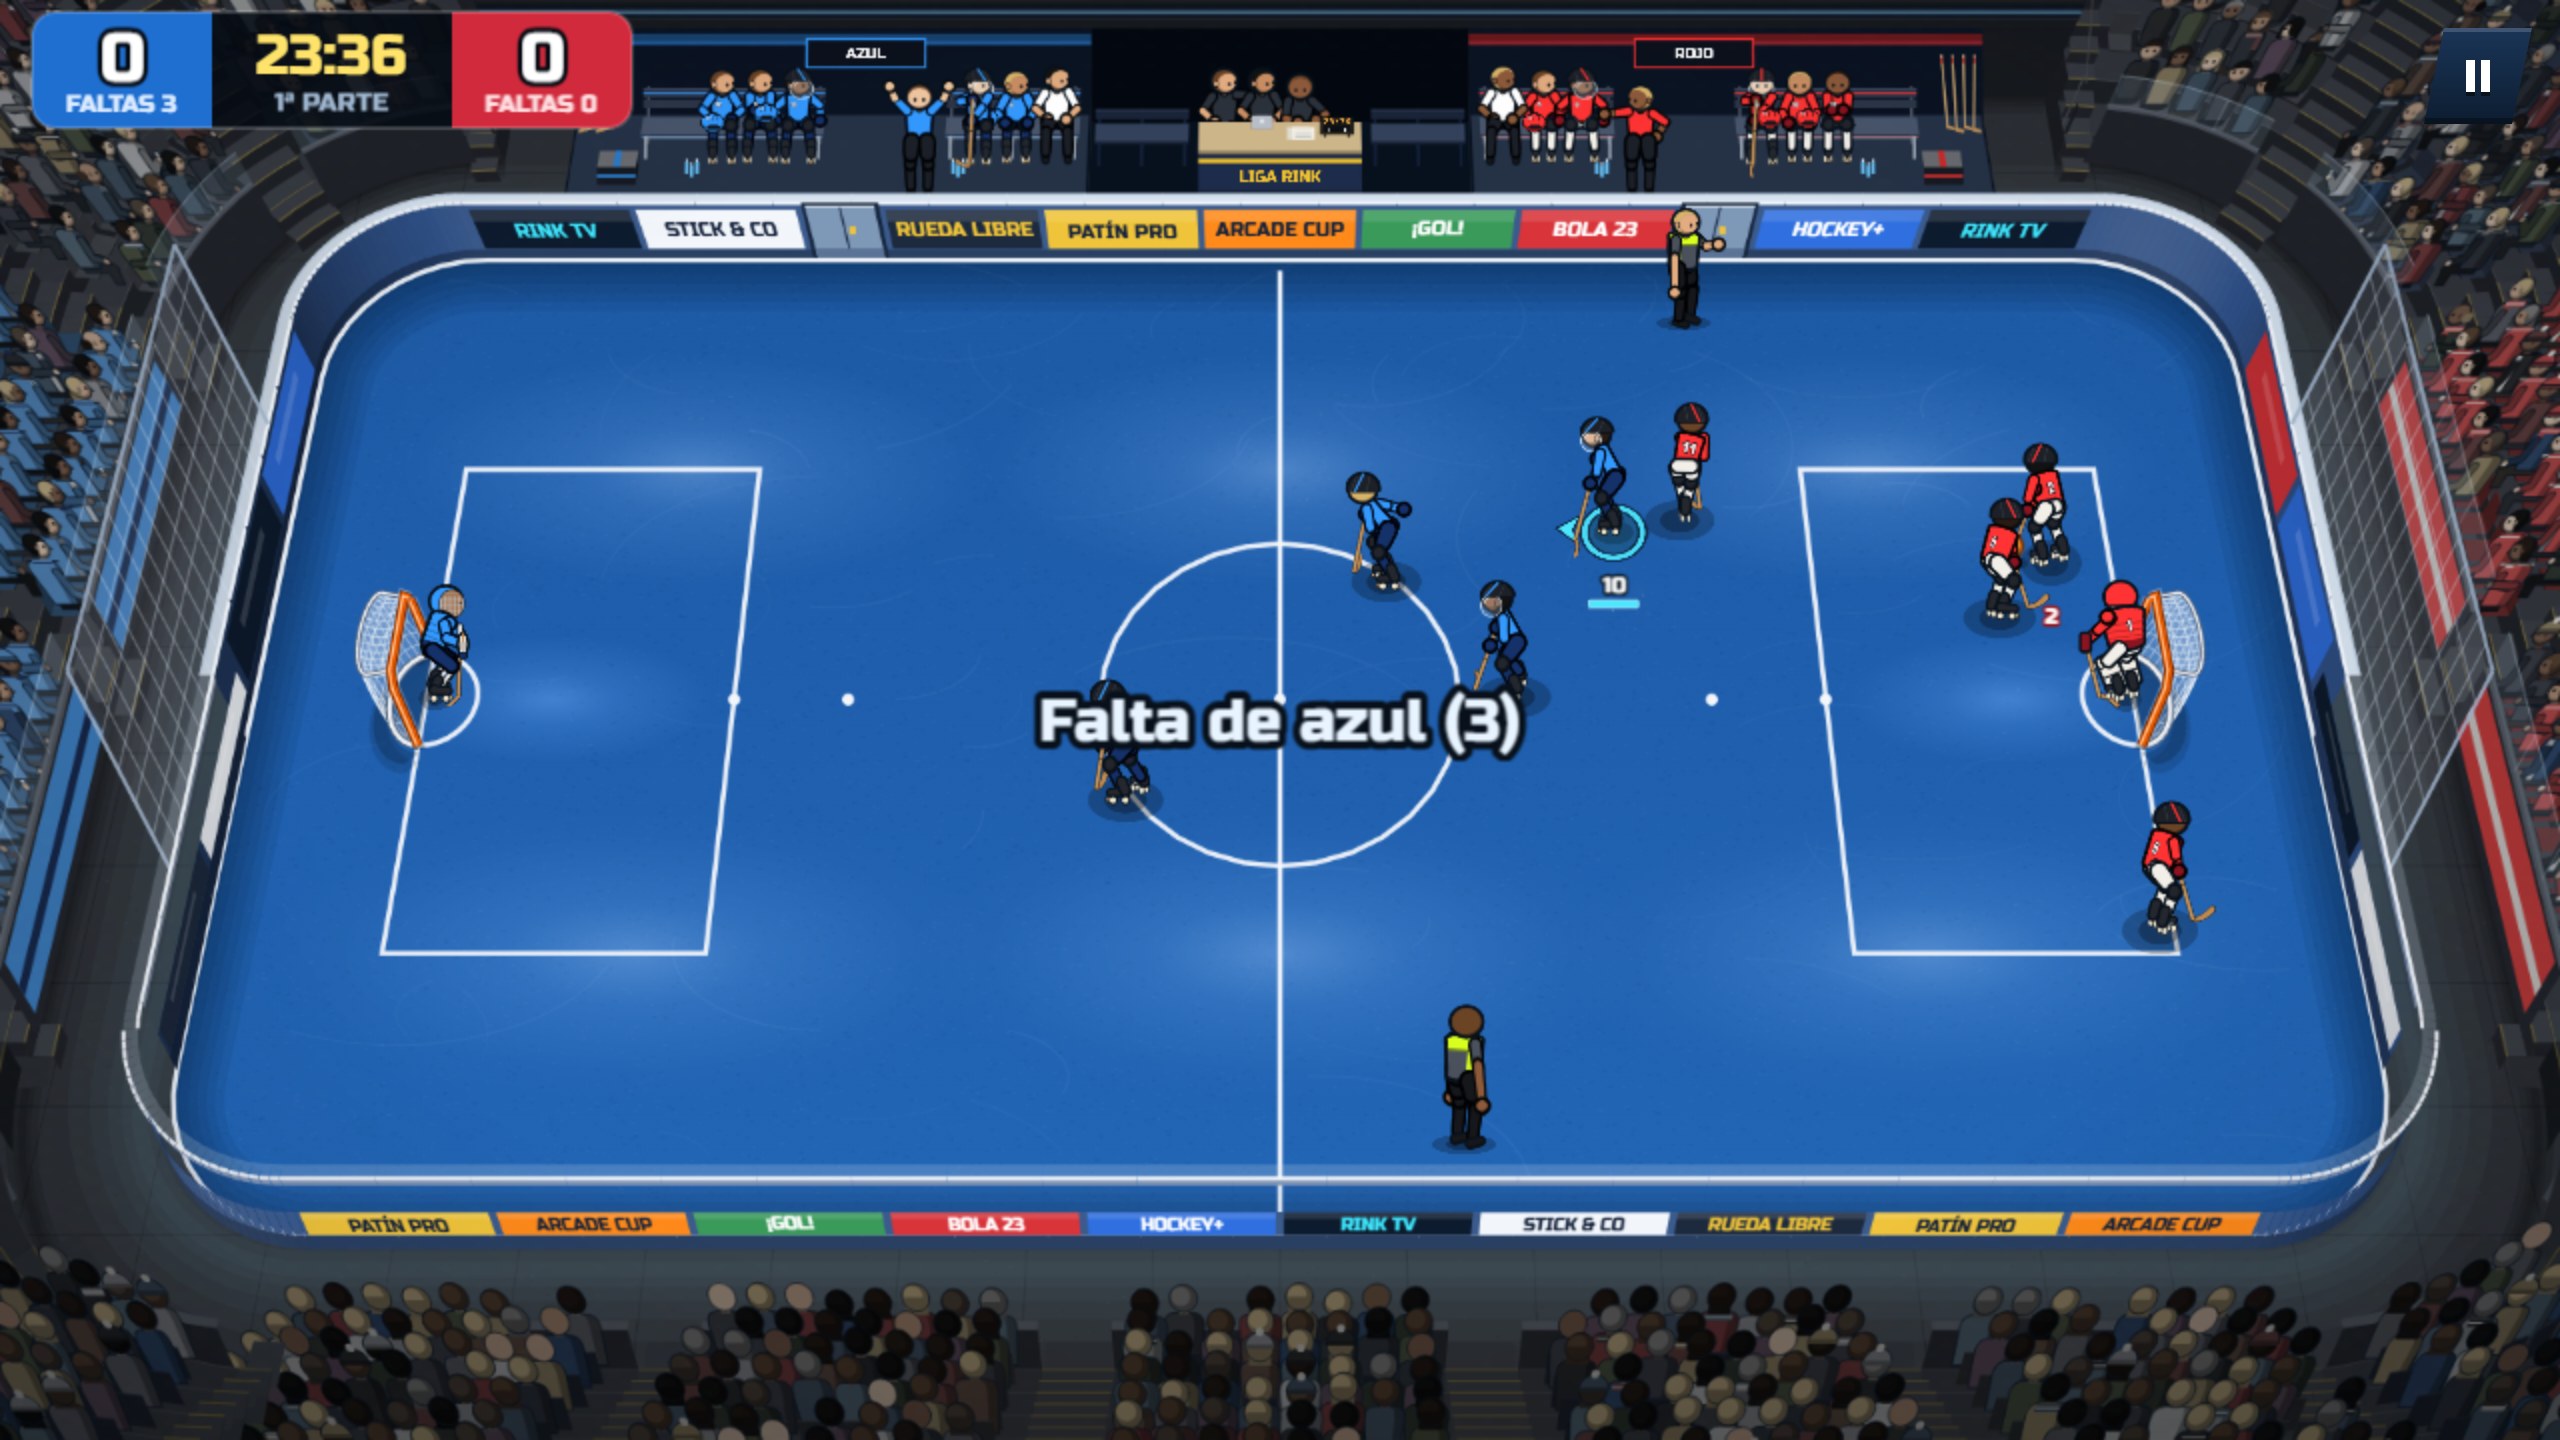 0
FALTAS 3
23:36
1ª PARTE
0
FALTAS 0
AZUL
ROJO
LIGA RINK
RINK TV
STICK & CO
RUEDA LIBRE
PATÍN PRO
ARCADE CUP
¡GOL!
BOLA 23
HOCKEY+
RINK TV
11
10
2
1
Falta de azul (3)
PATÍN PRO
ARCADE CUP
¡GOL!
BOLA 23
HOCKEY+
RINK TV
STICK & CO
RUEDA LIBRE
PATÍN PRO
ARCADE CUP